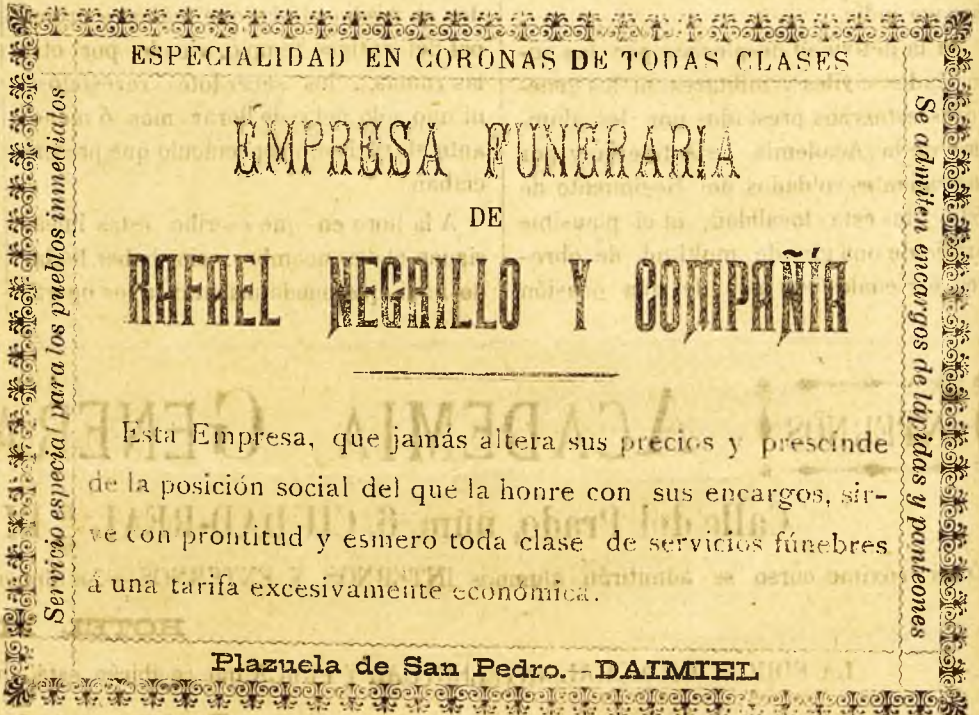 ESPECIALIDAD EN CORONAS DE TODAS CLASES
EMPRESA FUNERARIA
DE
RAFAEL NEGRILLO Y COMPAÑÍA
Esta Empresa, que jamás altera sus precios y prescinde
de la posición social del que la honre con sus encargos, sir-
ve con prontitud y esmero toda clase de servicios fúnebres
á una tarifa excesivamente económica.
Plazuela de San Pedro.—DAIMIEL
Servicio especial para los pueblos inmediatos
Se admiten encargos de lápidas y panteones